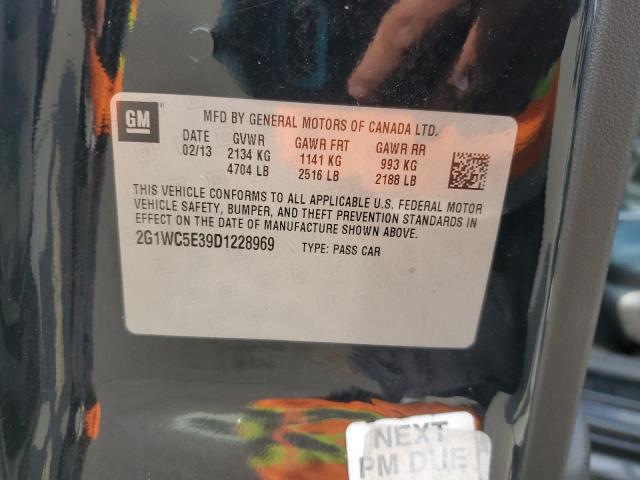 GM
MFD BY GENERAL MOTORS OF CANADA LTD.
DATE GVWR GAWR FRT GAWR RR
02/13 2134 KG 1141 KG 993 KG
4704 LB 2516 LB 2188 LB
THIS VEHICLE CONFORMS TO ALL APPLICABLE U.S. FEDERAL MOTOR
VEHICLE SAFETY, BUMPER, AND THEFT PREVENTION STANDARDS IN
EFFECT ON THE DATE OF MANUFACTURE SHOWN ABOVE.
2G1WC5E39D1228969 TYPE: PASS CAR
NEXT
PM DUE